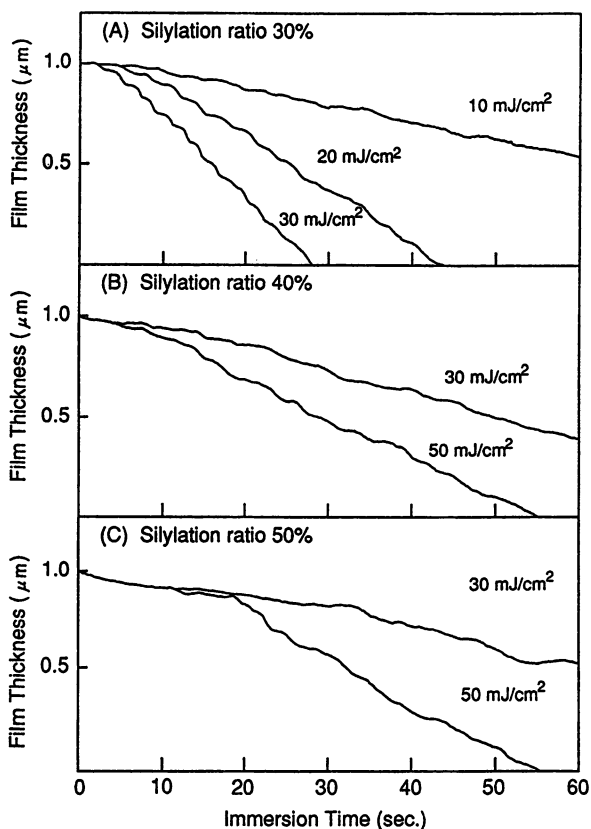 (A) Silylation ratio 30%
Film Thickness (μm)
1.0
0.5
10 mJ/cm²
20 mJ/cm²
30 mJ/cm²
(B) Silylation ratio 40%
Film Thickness (μm)
1.0
0.5
30 mJ/cm²
50 mJ/cm²
(C) Silylation ratio 50%
Film Thickness (μm)
1.0
0.5
30 mJ/cm²
50 mJ/cm²
0 10 20 30 40 50 60
Immersion Time (sec.)